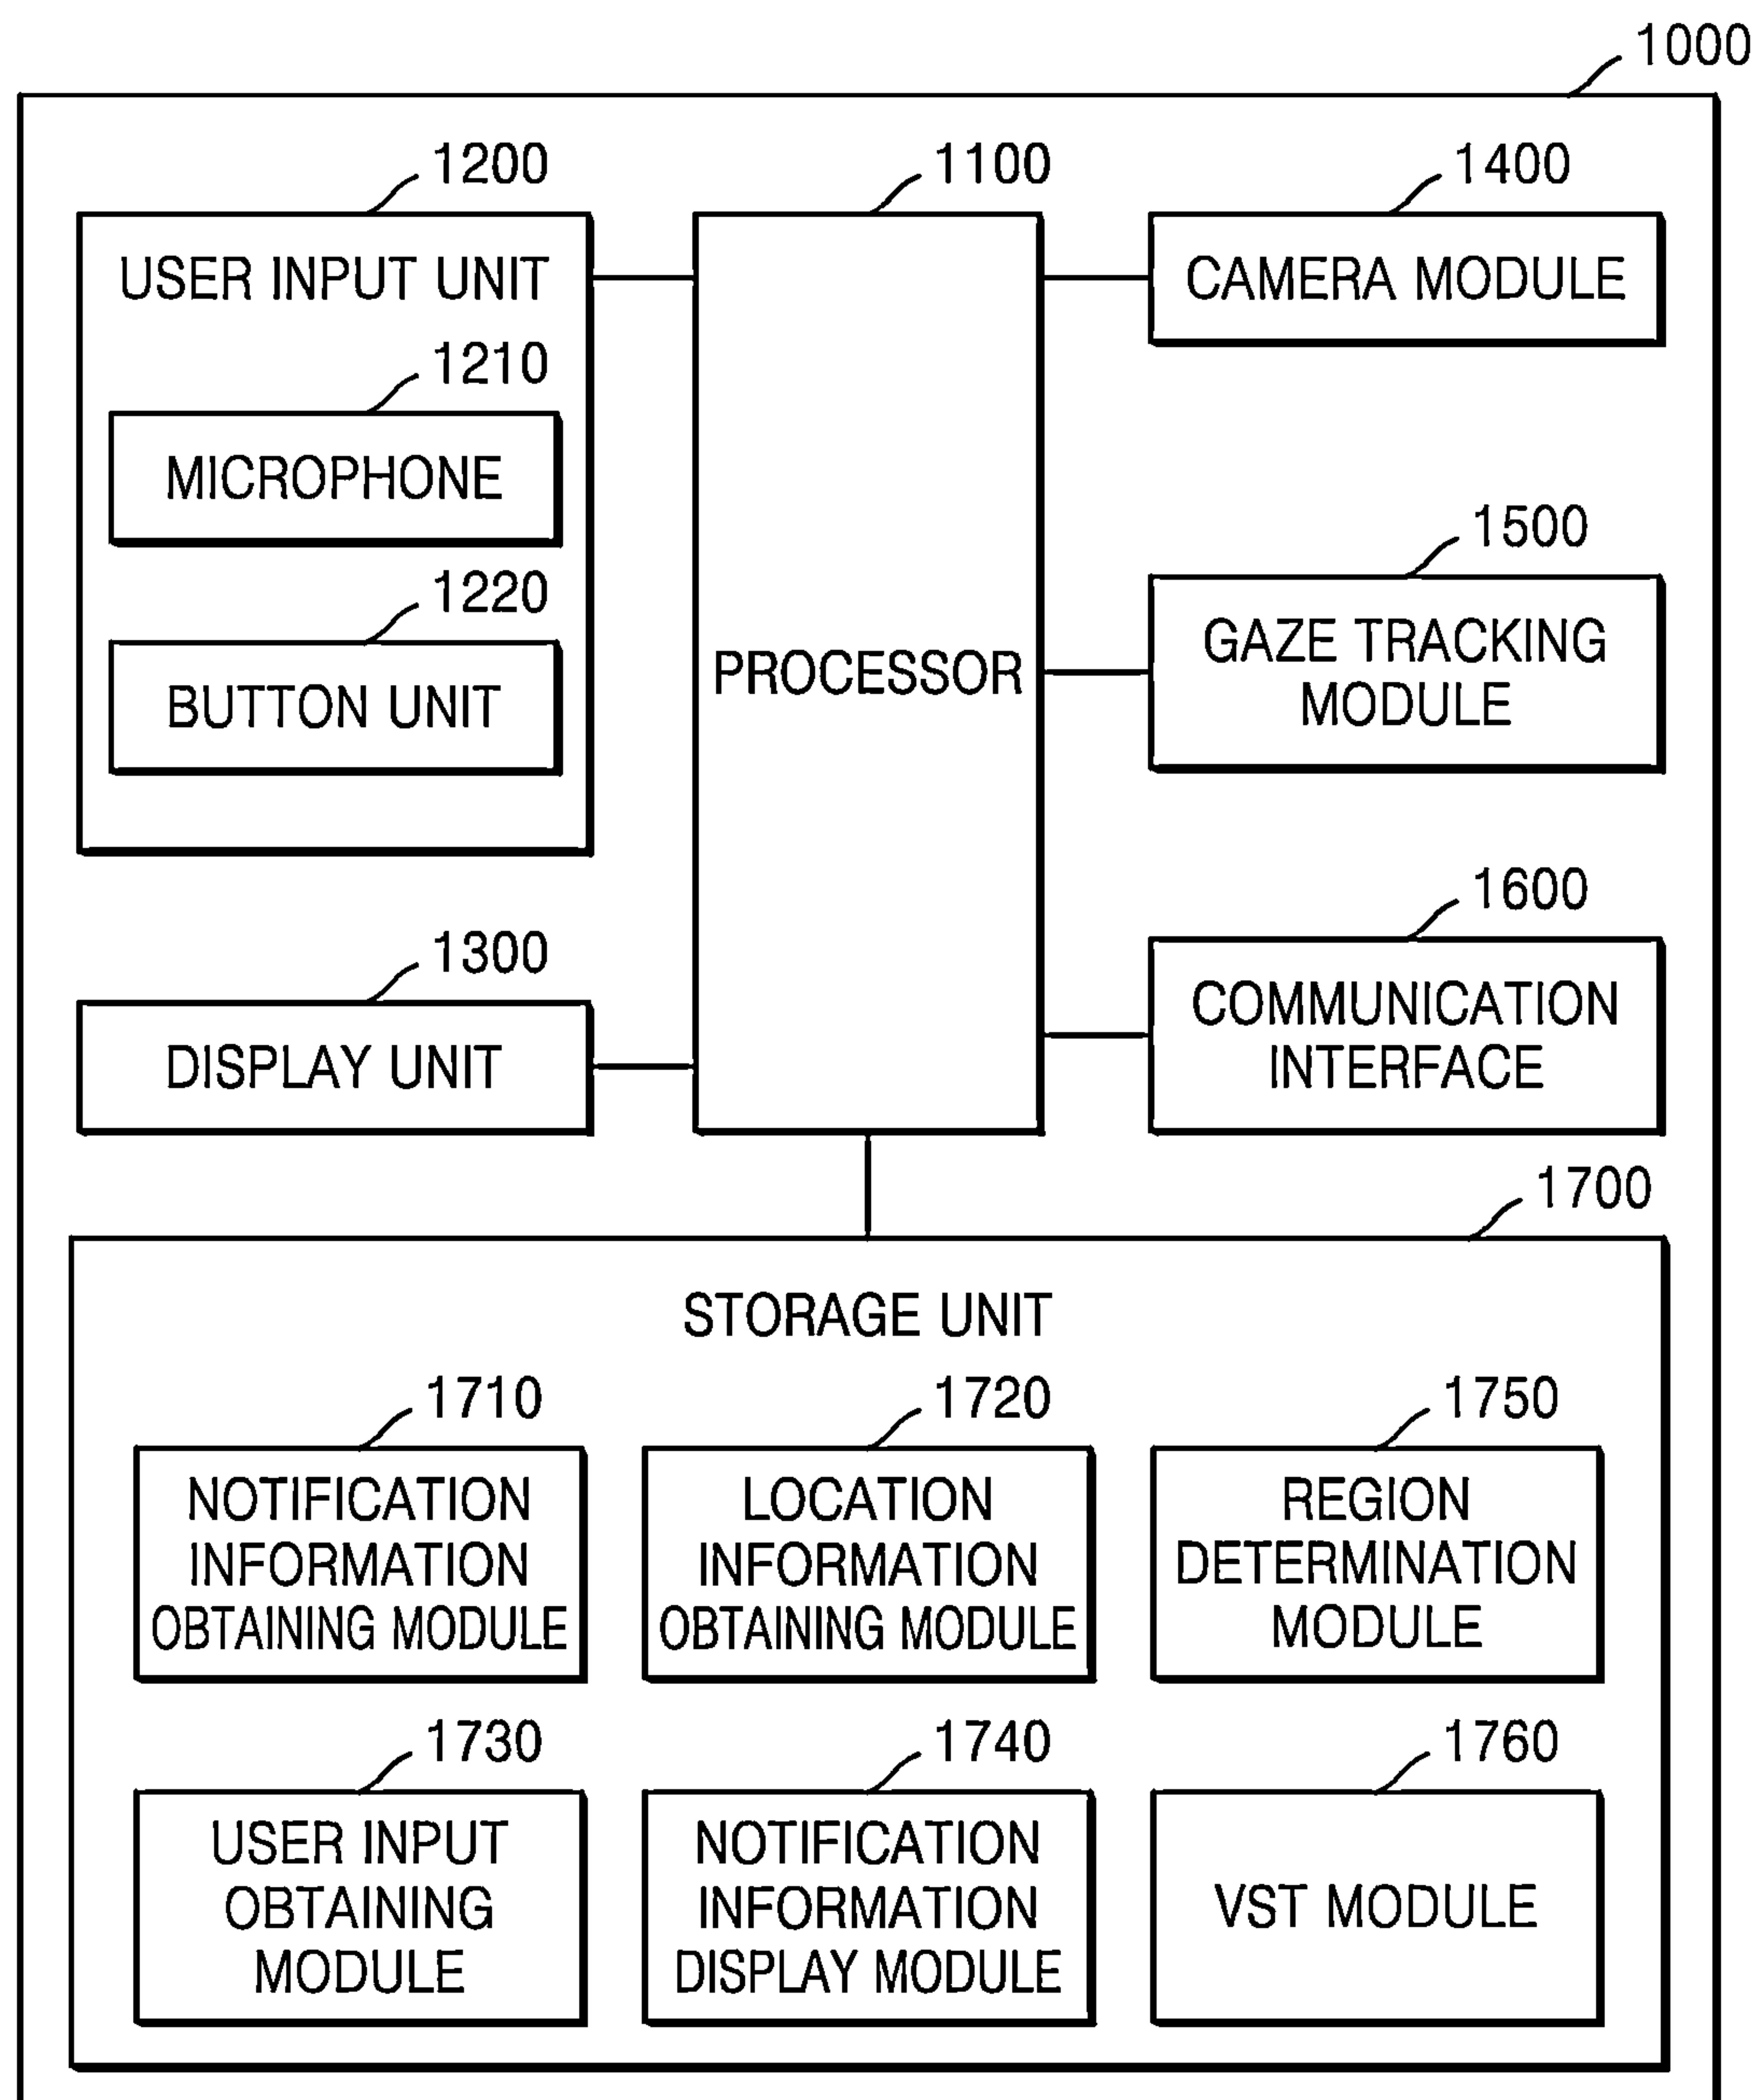 1000
1200
USER INPUT UNIT
1210
MICROPHONE
1220
BUTTON UNIT
1300
DISPLAY UNIT
1100
PROCESSOR
1400
CAMERA MODULE
1500
GAZE TRACKING
MODULE
1600
COMMUNICATION
INTERFACE
1700
STORAGE UNIT
1710
NOTIFICATION
INFORMATION
OBTAINING MODULE
1720
LOCATION
INFORMATION
OBTAINING MODULE
1750
REGION
DETERMINATION
MODULE
1730
USER INPUT
OBTAINING
MODULE
1740
NOTIFICATION
INFORMATION
DISPLAY MODULE
1760
VST MODULE